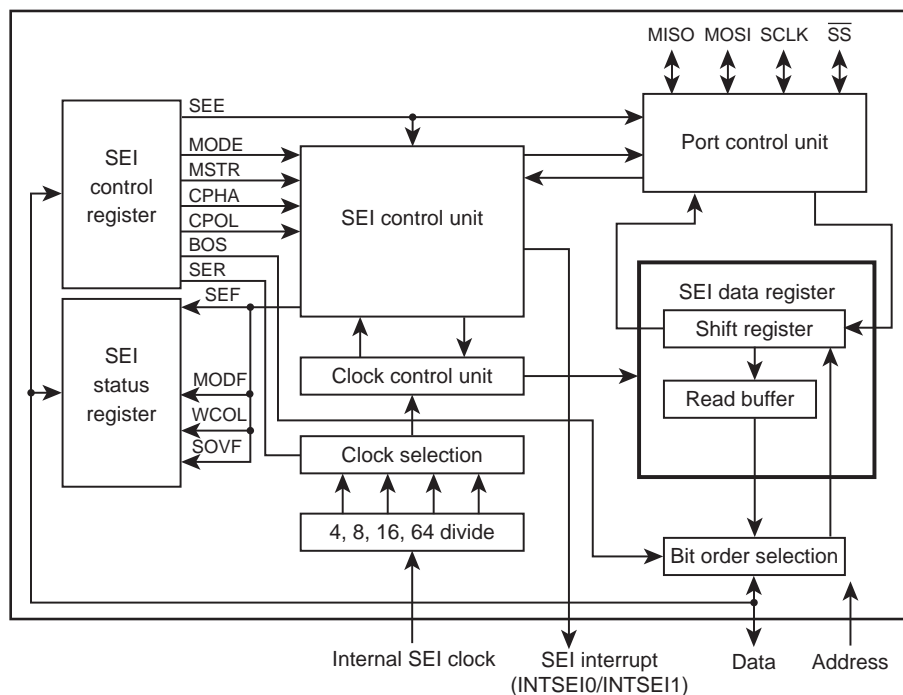 MISO MOSI SCLK SS
SEE
MODE
MSTR
CPHA
CPOL
BOS
SER
SEF
MODF
WCOL
SOVF
SEI
control
register
SEI
status
register
SEI control unit
Port control unit
Clock control unit
Clock selection
4, 8, 16, 64 divide
SEI data register
Shift register
Read buffer
Bit order selection
Internal SEI clock
SEI interrupt
(INTSEI0/INTSEI1)
Data
Address